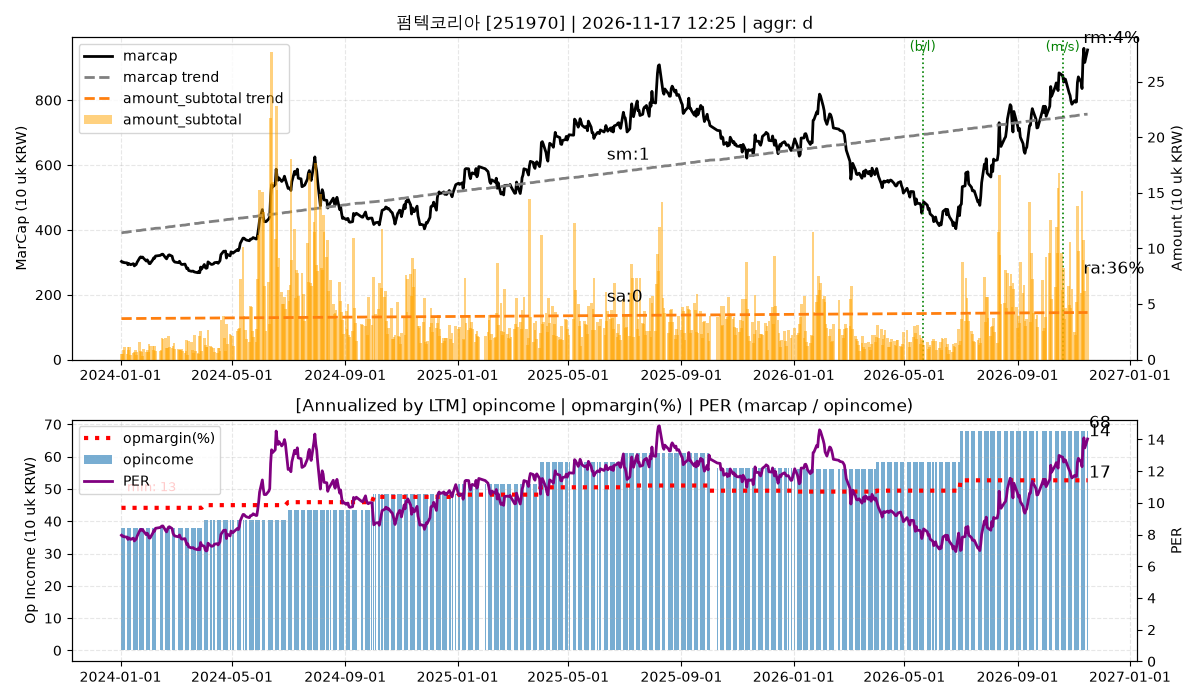 펌텍코리아 [251970] | 2026-11-17 12:25 | aggr: d
marcap
marcap trend
amount_subtotal trend
amount_subtotal
(b/l)
(m/s)
rm:4%
sm:1
sa:0
ra:36%
MarCap (10 uk KRW)
0
200
400
600
800
Amount (10 uk KRW)
0
5
10
15
20
25
2024-01-01
2024-05-01
2024-09-01
2025-01-01
2025-05-01
2025-09-01
2026-01-01
2026-05-01
2026-09-01
2027-01-01
[Annualized by LTM] opincome | opmargin(%) | PER (marcap / opincome)
opmargin(%)
opincome
PER
min: 13
68
14
17
Op Income (10 uk KRW)
0
10
20
30
40
50
60
70
PER
0
2
4
6
8
10
12
14
2024-01-01
2024-05-01
2024-09-01
2025-01-01
2025-05-01
2025-09-01
2026-01-01
2026-05-01
2026-09-01
2027-01-01